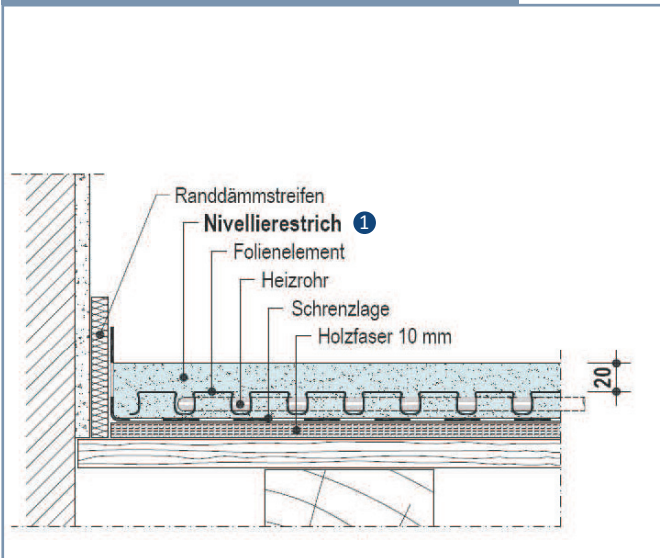 Randdämmstreifen
Nivellierestrich 1
Folienelement
Heizrohr
Schrenzlage
Holzfaser 10 mm
20